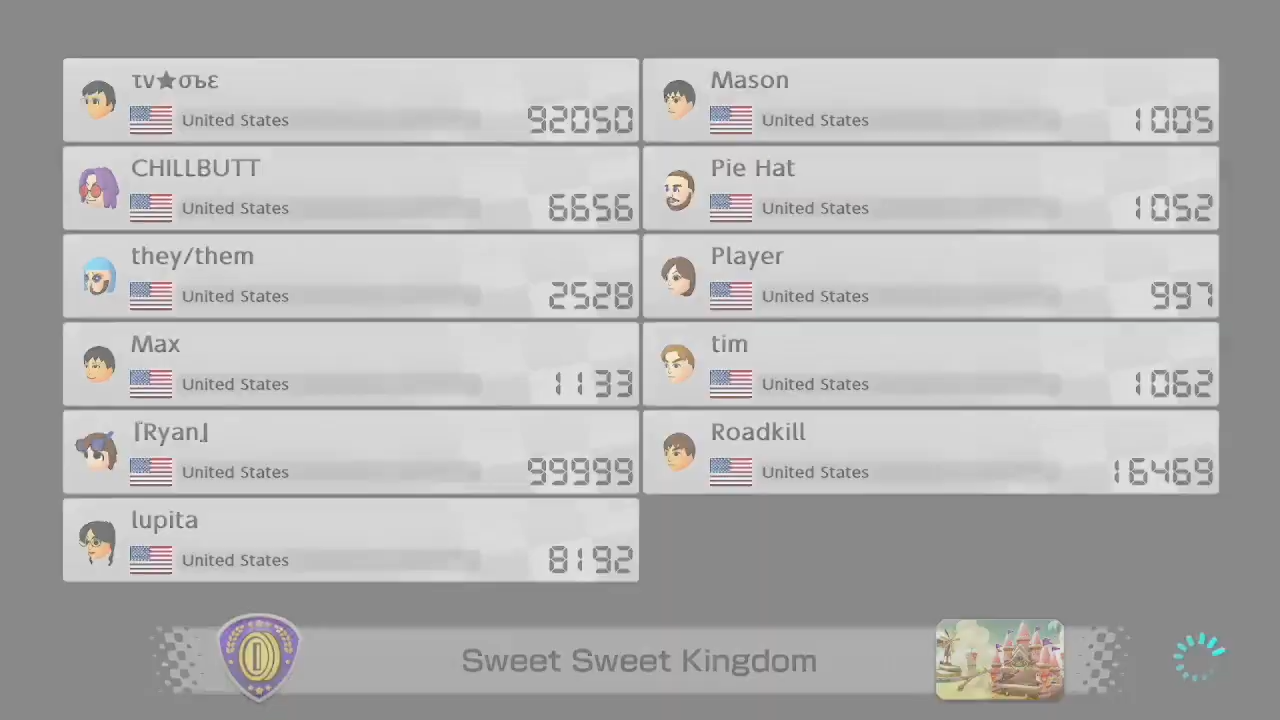 τν★σъε
United States
92050
CHILLBUTT
United States
6656
they/them
United States
2528
Max
United States
1133
『Ryan』
United States
99999
lupita
United States
8192
Mason
United States
1005
Pie Hat
United States
1052
Player
United States
997
tim
United States
1062
Roadkill
United States
16469
Sweet Sweet Kingdom